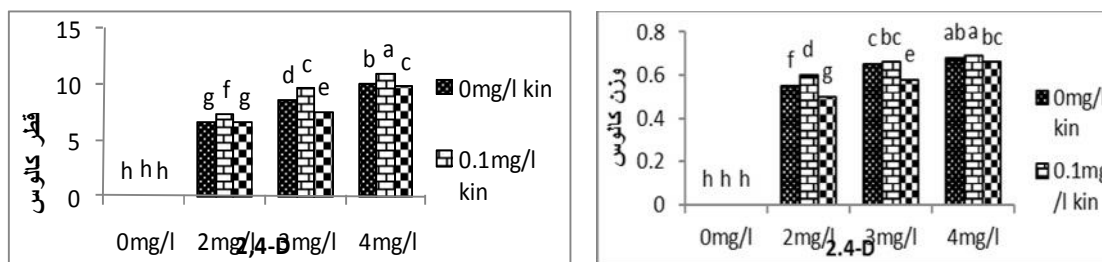 15
10
5
0
قطر کالوس
h h h
g f g
d c e
b a c
0mg/l 2mg/l 3mg/l 4mg/l
2,4-D
0mg/l kin
0.1mg/l
kin
0.8
0.6
0.4
0.2
0
وزن کالوس
h h h
f d g
c bc e
ab a bc
0mg/l 2mg/l 3mg/l 4mg/l
2.4-D
0mg/l
kin
0.1mg
/l kin